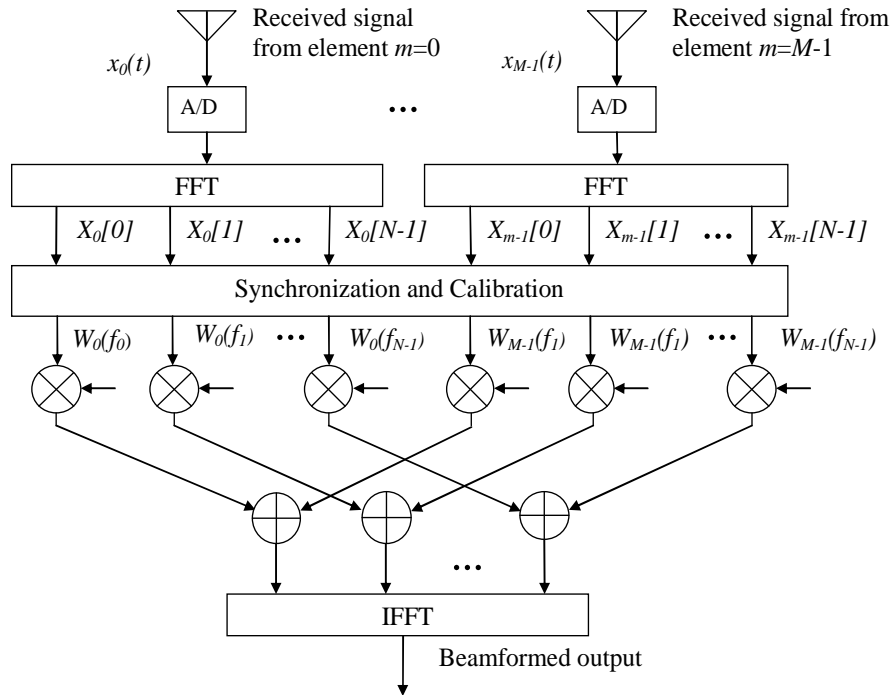 Received signal
from element m=0
Received signal from
element m=M-1
x0(t)
xM-1(t)
A/D
...
A/D
FFT
FFT
X0[0] X0[1] ... X0[N-1] Xm-1[0] Xm-1[1] ... Xm-1[N-1]
Synchronization and Calibration
W0(f0) W0(f1) ... W0(fN-1) WM-1(f1) WM-1(f1) ... WM-1(fN-1)
...
IFFT
Beamformed output